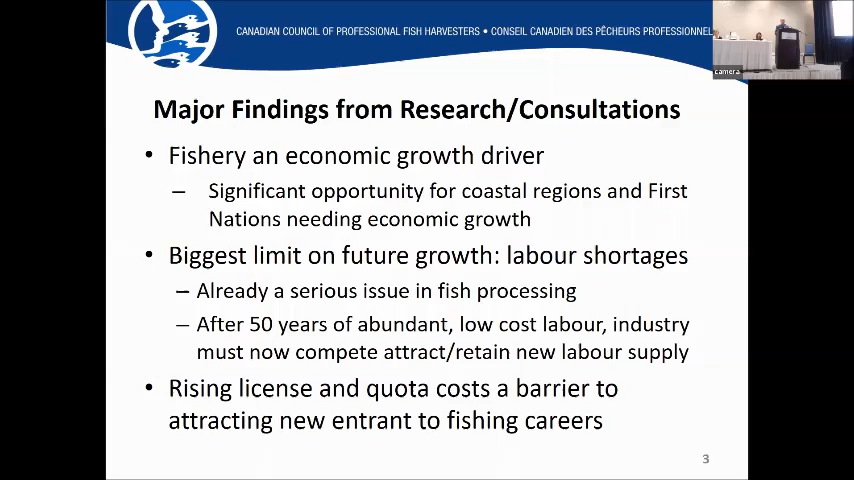 CANADIAN COUNCIL OF PROFESSIONAL FISH HARVESTERS • CONSEIL CANADIEN DES PÊCHEURS PROFESSIONNEL
camera
Major Findings from Research/Consultations
• Fishery an economic growth driver
– Significant opportunity for coastal regions and First
Nations needing economic growth
• Biggest limit on future growth: labour shortages
– Already a serious issue in fish processing
– After 50 years of abundant, low cost labour, industry
must now compete attract/retain new labour supply
• Rising license and quota costs a barrier to
attracting new entrant to fishing careers
3